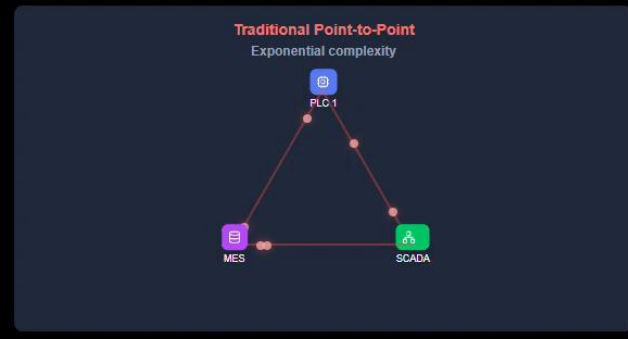 Traditional Point-to-Point
Exponential complexity
PLC 1
MES
SCADA